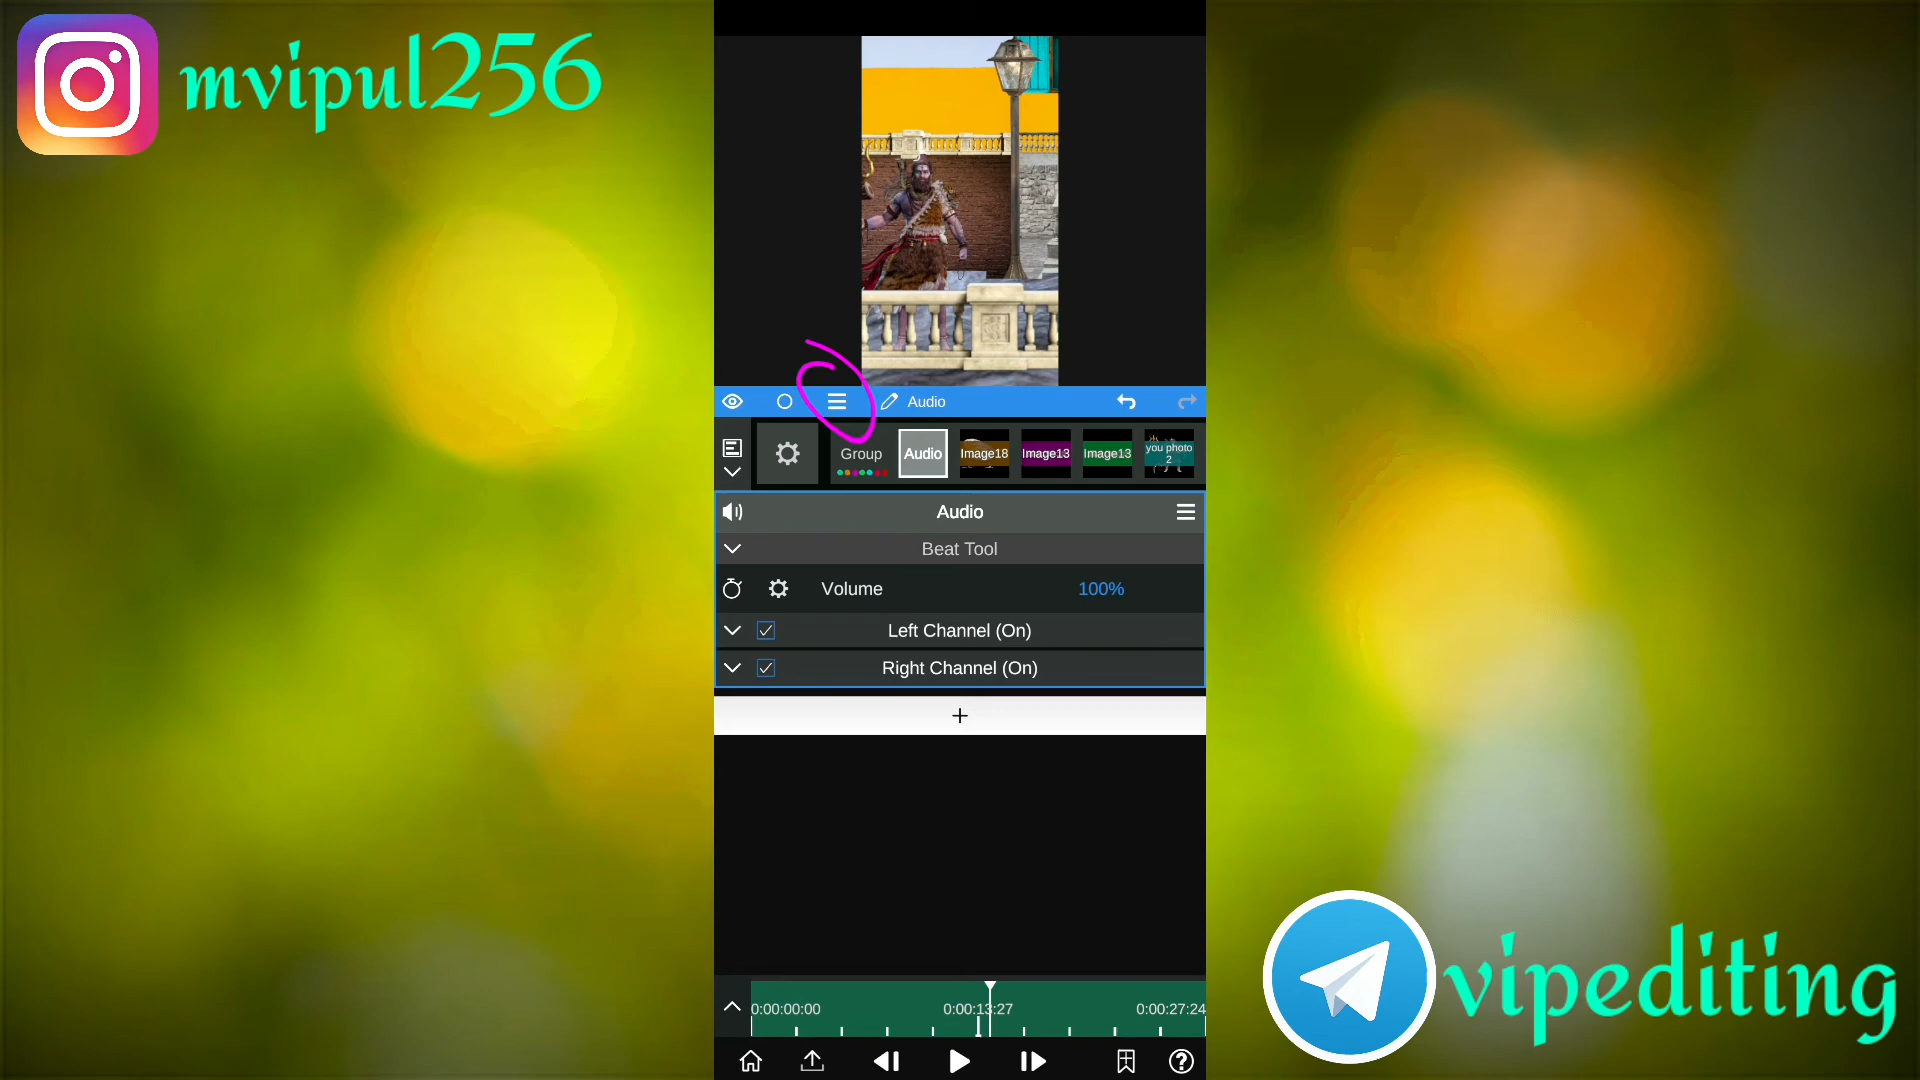 mvipul256
Audio
Group
Audio
Image18
Image13
Image13
you photo
2
Audio
Beat Tool
Volume
100%
Left Channel (On)
Right Channel (On)
+
0:00:00:00
0:00:13:27
0:00:27:24
vipediting